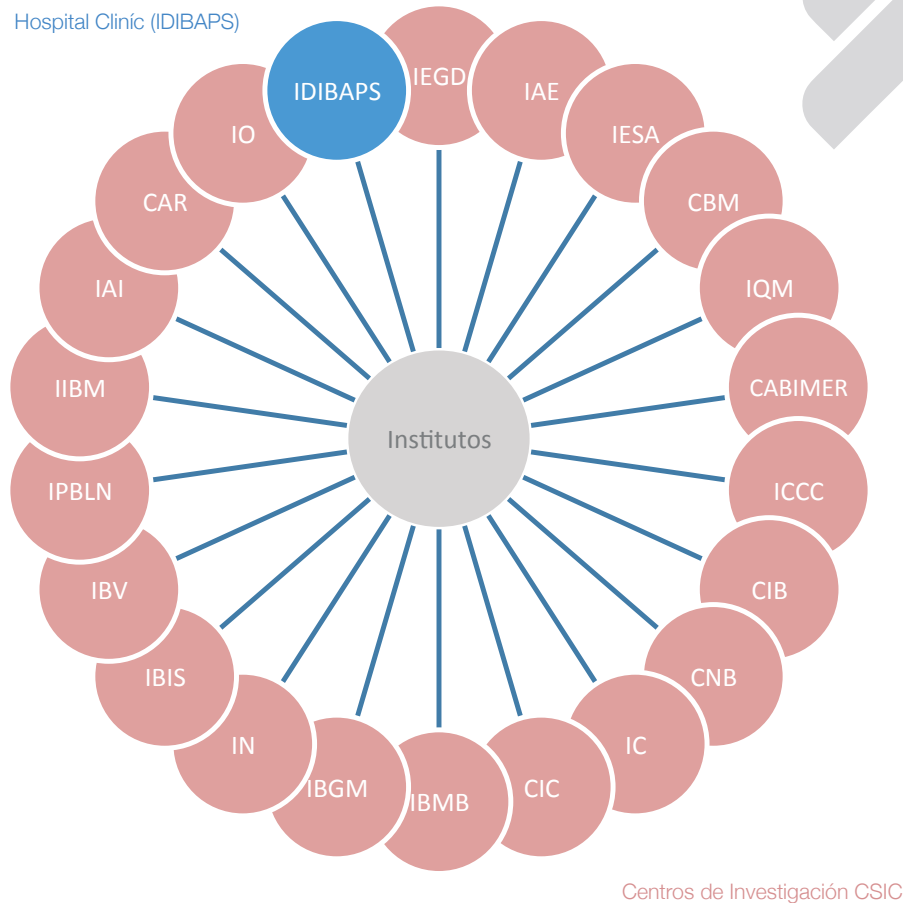 Hospital Cliníc (IDIBAPS)
IDIBAPS
IEGD
IAE
IESA
CBM
IQM
CABIMER
ICCC
CIB
CNB
IC
CIC
IBMB
IBGM
IN
IBIS
IBV
IPBLN
IIBM
IAI
CAR
IO
Institutos
Centros de Investigación CSIC